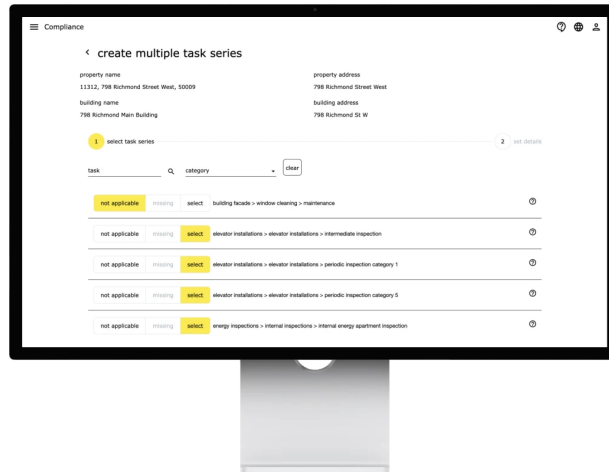 Compliance
create multiple task series
property name
property address
11312, 798 Richmond Street West, 50009
798 Richmond Street West
building name
building address
798 Richmond Main Building
798 Richmond St W
1 select task series
2 set details
task
category
clear
not applicable missing select building facade > window cleaning > maintenance
not applicable missing select elevator installations > elevator installations > intermediate inspection
not applicable missing select elevator installations > elevator installations > periodic inspection category 1
not applicable missing select elevator installations > elevator installations > periodic inspection category 5
not applicable missing select energy inspections > internal inspections > internal energy apartment inspection